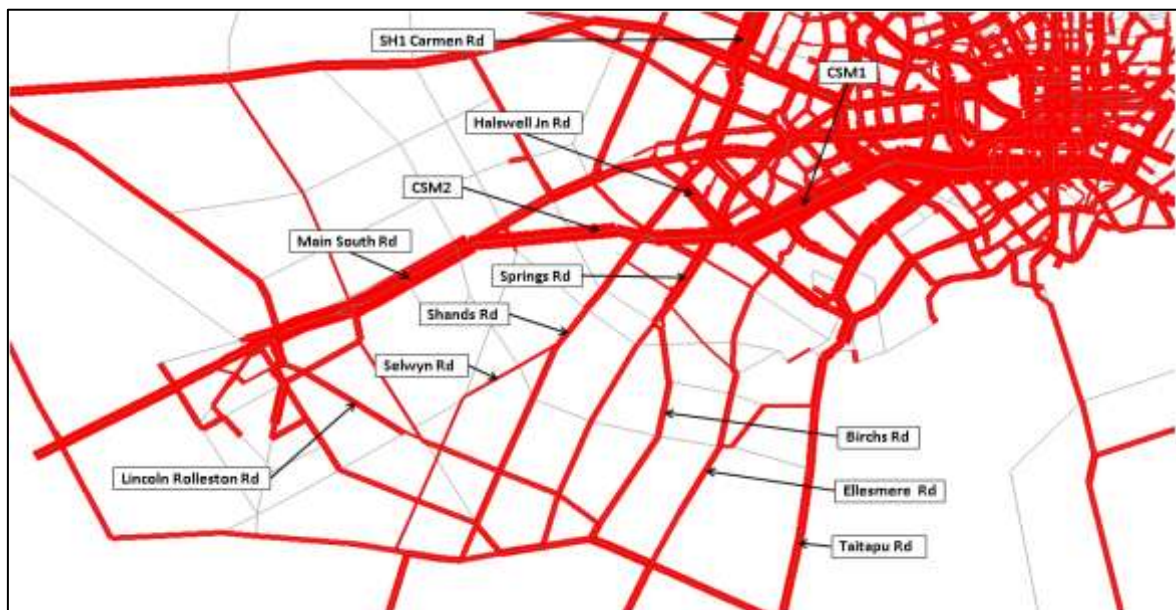 SH1 Carmen Rd
CSM1
Halswell Jn Rd
CSM2
Main South Rd
Springs Rd
Shands Rd
Selwyn Rd
Birchs Rd
Lincoln Rolleston Rd
Ellesmere Rd
Taitapu Rd